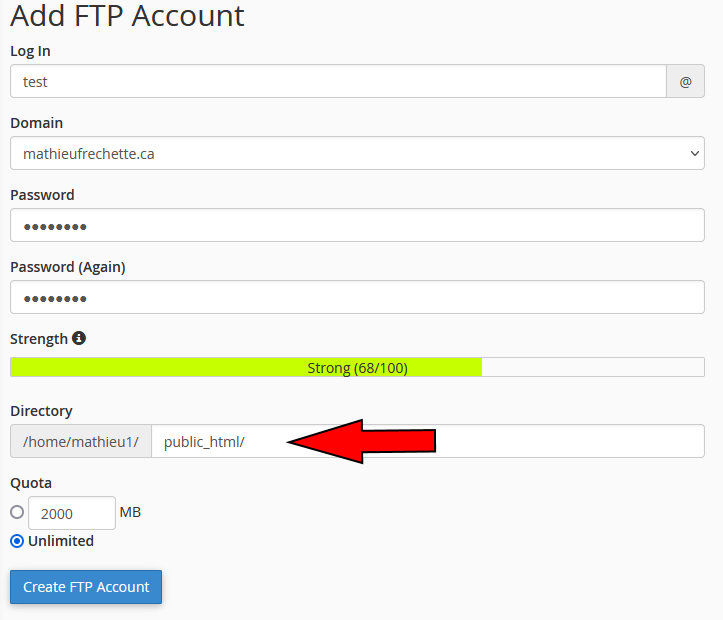 Add FTP Account
Log In
test @
Domain
mathieufrechette.ca
Password
●●●●●●●●
Password (Again)
●●●●●●●●
Strength
Strong (68/100)
Directory
/home/mathieu1/ public_html/
Quota
2000 MB
Unlimited
Create FTP Account